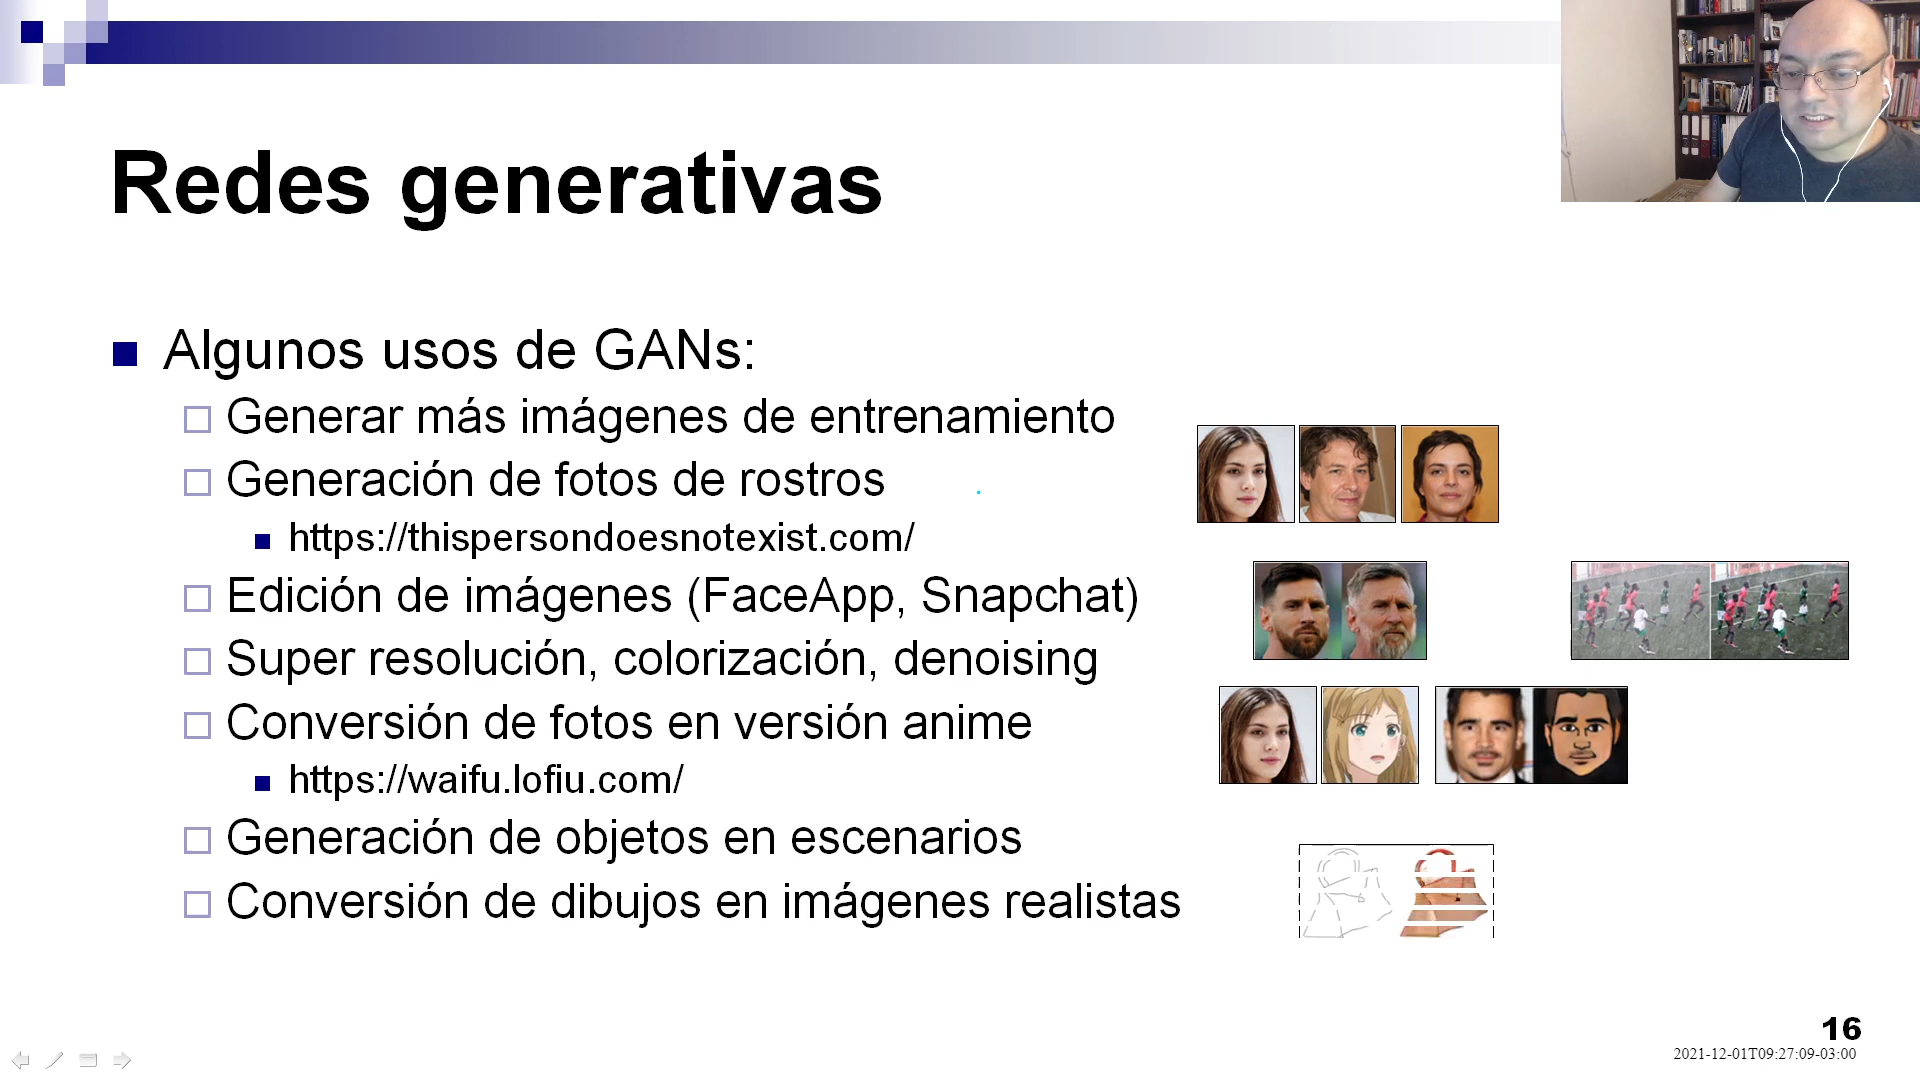 Redes generativas
Algunos usos de GANs:
Generar más imágenes de entrenamiento
Generación de fotos de rostros
https://thispersondoesnotexist.com/
Edición de imágenes (FaceApp, Snapchat)
Super resolución, colorización, denoising
Conversión de fotos en versión anime
https://waifu.lofiu.com/
Generación de objetos en escenarios
Conversión de dibujos en imágenes realistas
16
2021-12-01T09:27:09-03:00